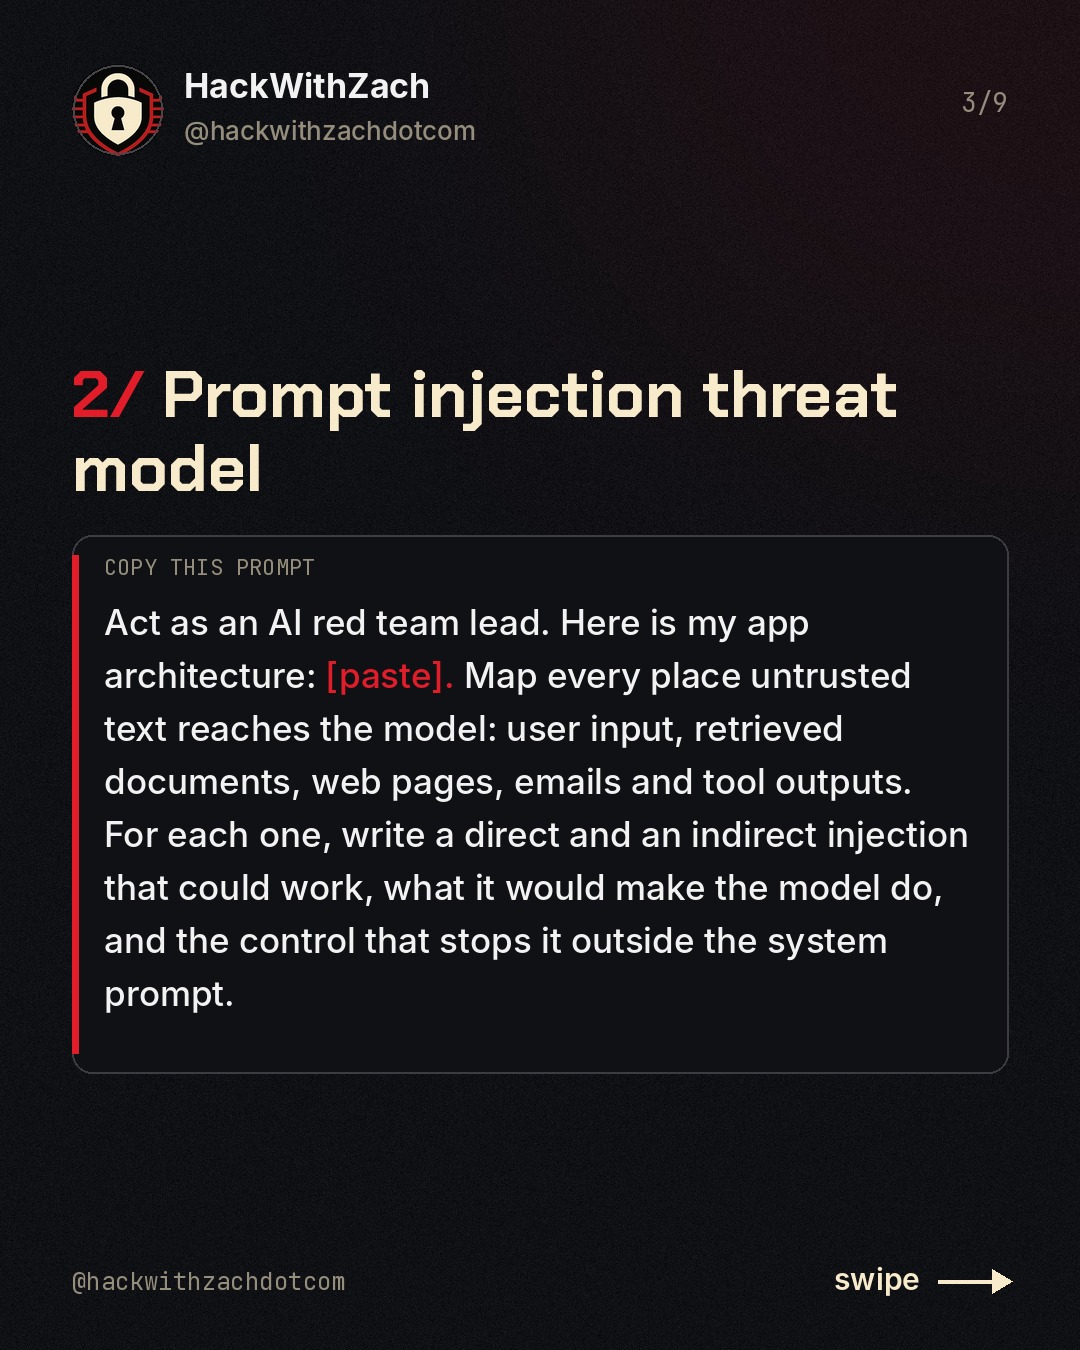 HackWithZach
@hackwithzachdotcom
3/9
2/ Prompt injection threat
model
COPY THIS PROMPT
Act as an AI red team lead. Here is my app
architecture: [paste]. Map every place untrusted
text reaches the model: user input, retrieved
documents, web pages, emails and tool outputs.
For each one, write a direct and an indirect injection
that could work, what it would make the model do,
and the control that stops it outside the system
prompt.
@hackwithzachdotcom
swipe